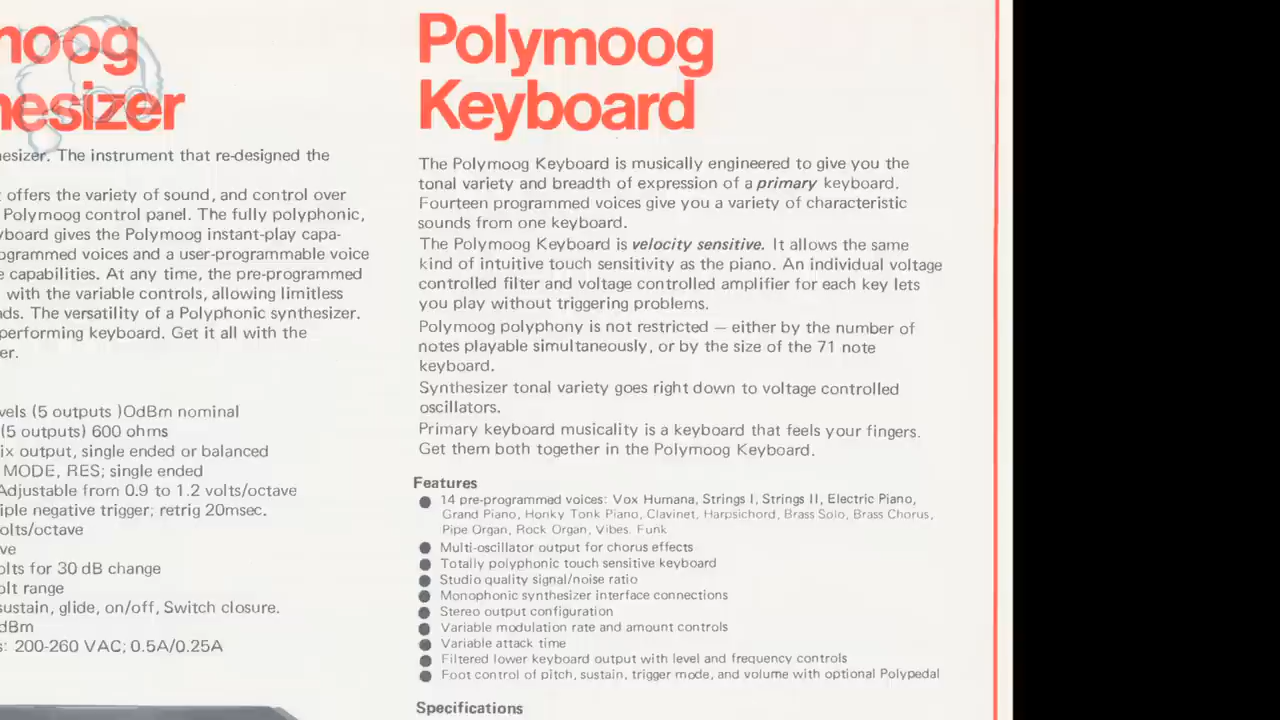 moog
nesizer
nesizer. The instrument that re-designed the
t offers the variety of sound, and control over
Polymoog control panel. The fully polyphonic,
yboard gives the Polymoog instant-play capa-
ogrammed voices and a user-programmable voice
e capabilities. At any time, the pre-programmed
with the variable controls, allowing limitless
nds. The versatility of a Polyphonic synthesizer.
performing keyboard. Get it all with the
er.
vels (5 outputs )OdBm nominal
(5 outputs) 600 ohms
ix output, single ended or balanced
MODE, RES; single ended
Adjustable from 0.9 to 1.2 volts/octave
iple negative trigger; retrig 20msec.
olts/octave
ve
olts for 30 dB change
olt range
sustain, glide, on/off, Switch closure.
dBm
s: 200-260 VAC; 0.5A/0.25A
Polymoog
Keyboard
The Polymoog Keyboard is musically engineered to give you the
tonal variety and breadth of expression of a primary keyboard.
Fourteen programmed voices give you a variety of characteristic
sounds from one keyboard.
The Polymoog Keyboard is velocity sensitive. It allows the same
kind of intuitive touch sensitivity as the piano. An individual voltage
controlled filter and voltage controlled amplifier for each key lets
you play without triggering problems.
Polymoog polyphony is not restricted — either by the number of
notes playable simultaneously, or by the size of the 71 note
keyboard.
Synthesizer tonal variety goes right down to voltage controlled
oscillators.
Primary keyboard musicality is a keyboard that feels your fingers.
Get them both together in the Polymoog Keyboard.
Features
● 14 pre-programmed voices: Vox Humana, Strings I, Strings II, Electric Piano,
Grand Piano, Honky Tonk Piano, Clavinet, Harpsichord, Brass Solo, Brass Chorus,
Pipe Organ, Rock Organ, Vibes. Funk
● Multi-oscillator output for chorus effects
● Totally polyphonic touch sensitive keyboard
● Studio quality signal/noise ratio
● Monophonic synthesizer interface connections
● Stereo output configuration
● Variable modulation rate and amount controls
● Variable attack time
● Filtered lower keyboard output with level and frequency controls
● Foot control of pitch, sustain, trigger mode, and volume with optional Polypedal
Specifications